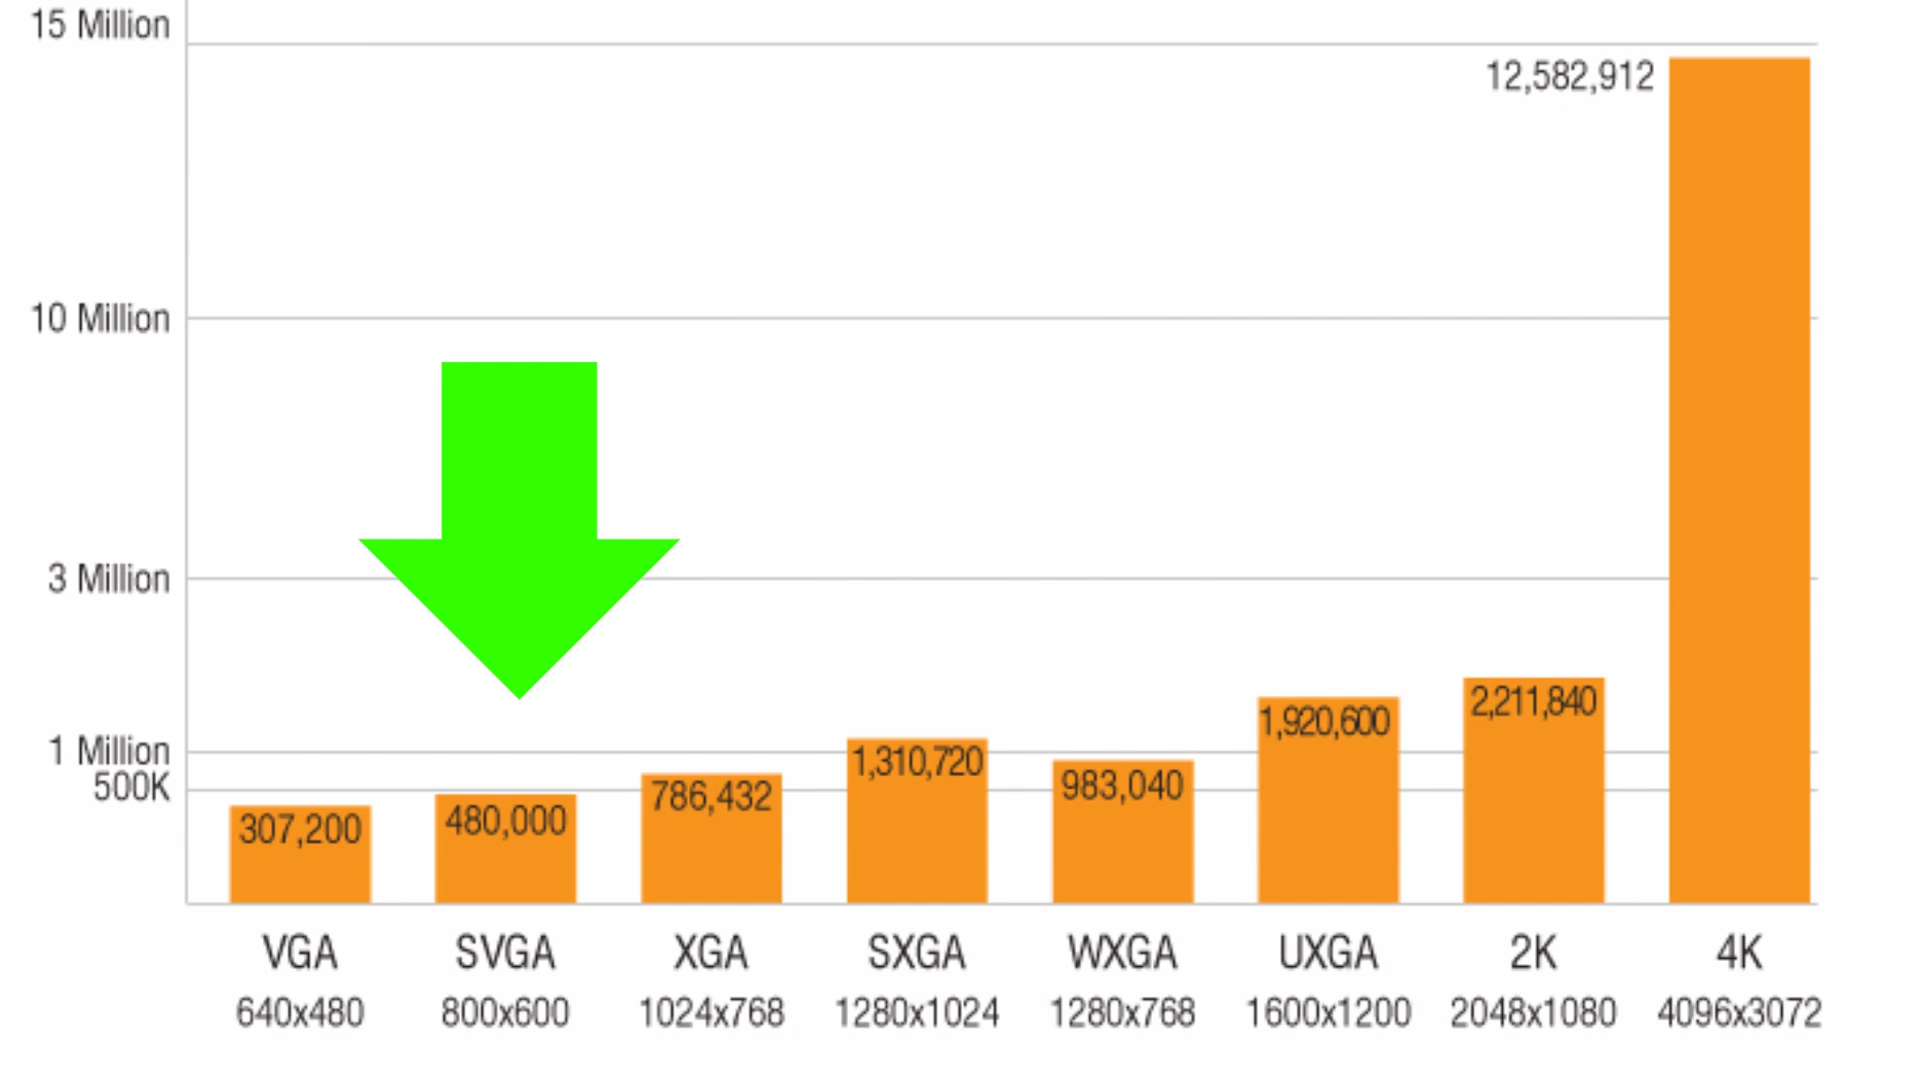 15 Million
12,582,912
10 Million
3 Million
1 Million
500K
307,200
480,000
786,432
1,310,720
983,040
1,920,600
2,211,840
VGA SVGA XGA SXGA WXGA UXGA 2K 4K
640x480 800x600 1024x768 1280x1024 1280x768 1600x1200 2048x1080 4096x3072